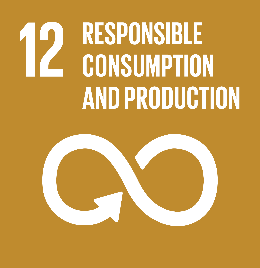 12 RESPONSIBLE
CONSUMPTION
AND PRODUCTION